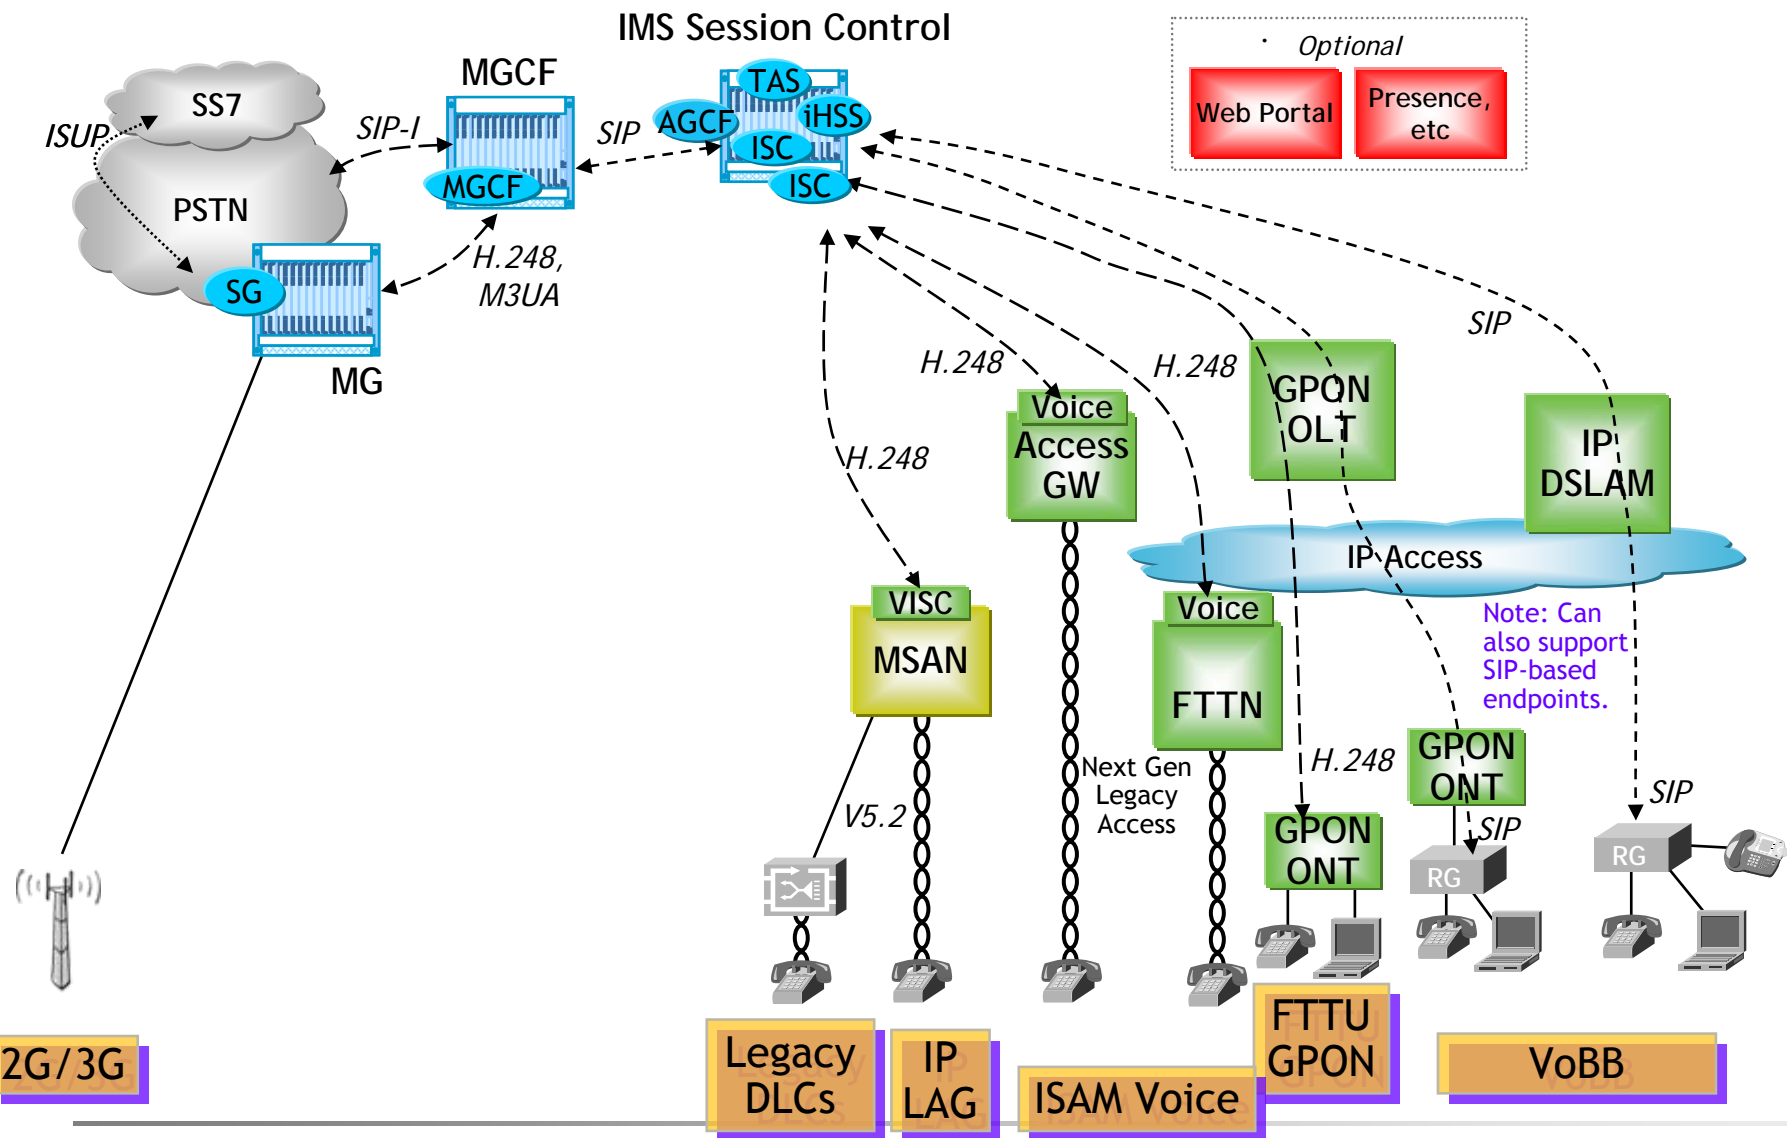 IMS Session Control
· Optional
Web Portal
Presence,
etc
MGCF
SS7
ISUP
SIP-I
SIP
TAS
AGCF
iHSS
ISC
ISC
MGCF
PSTN
SG
H.248,
M3UA
MG
H.248
H.248
H.248
SIP
Voice
Access
GW
GPON
OLT
IP
DSLAM
IP Access
VISC
MSAN
Voice
FTTN
Note: Can
also support
SIP-based
endpoints.
Next Gen
Legacy
Access
V5.2
H.248
GPON
ONT
GPON
ONT
SIP
SIP
RG
RG
2G/3G
Legacy
DLCs
IP
LAG
ISAM Voice
FTTU
GPON
VoBB